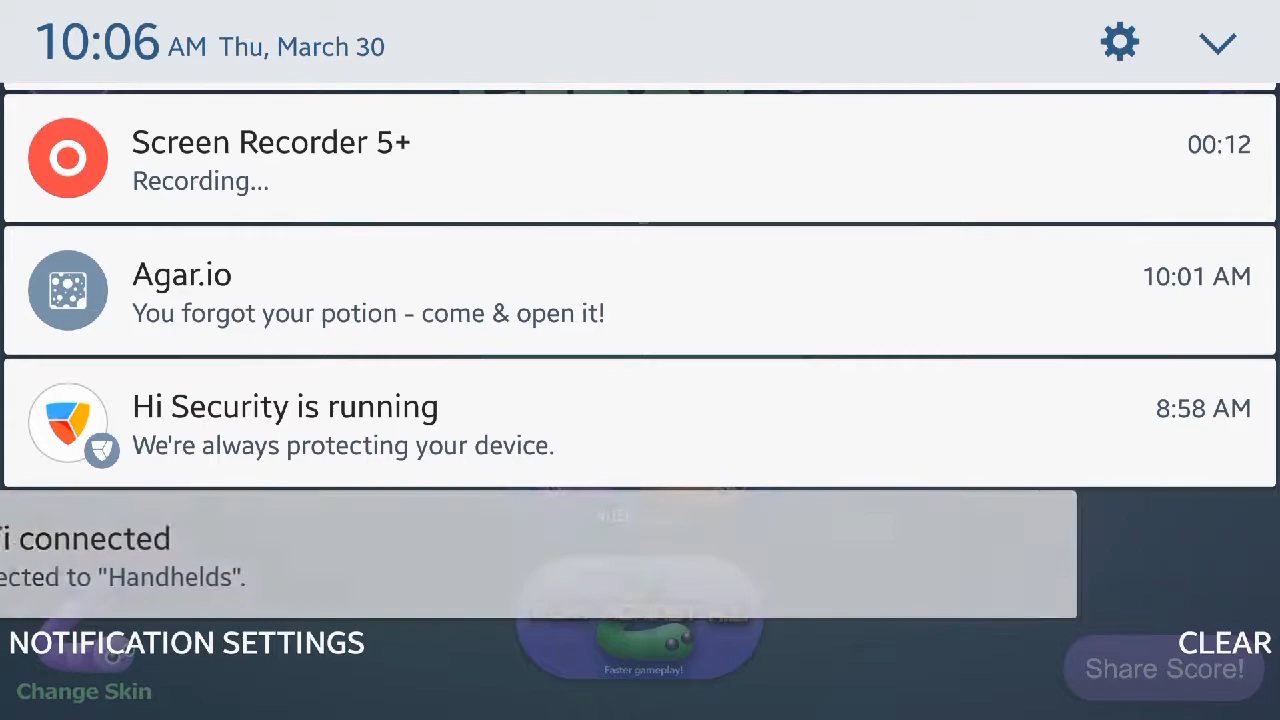 10:06 AM Thu, March 30
Screen Recorder 5+
00:12
Recording...
Agar.io
10:01 AM
You forgot your potion - come & open it!
Hi Security is running
8:58 AM
We're always protecting your device.
i connected
ected to "Handhelds".
NOTIFICATION SETTINGS
CLEAR
Faster gameplay!
Share Score!
Change Skin